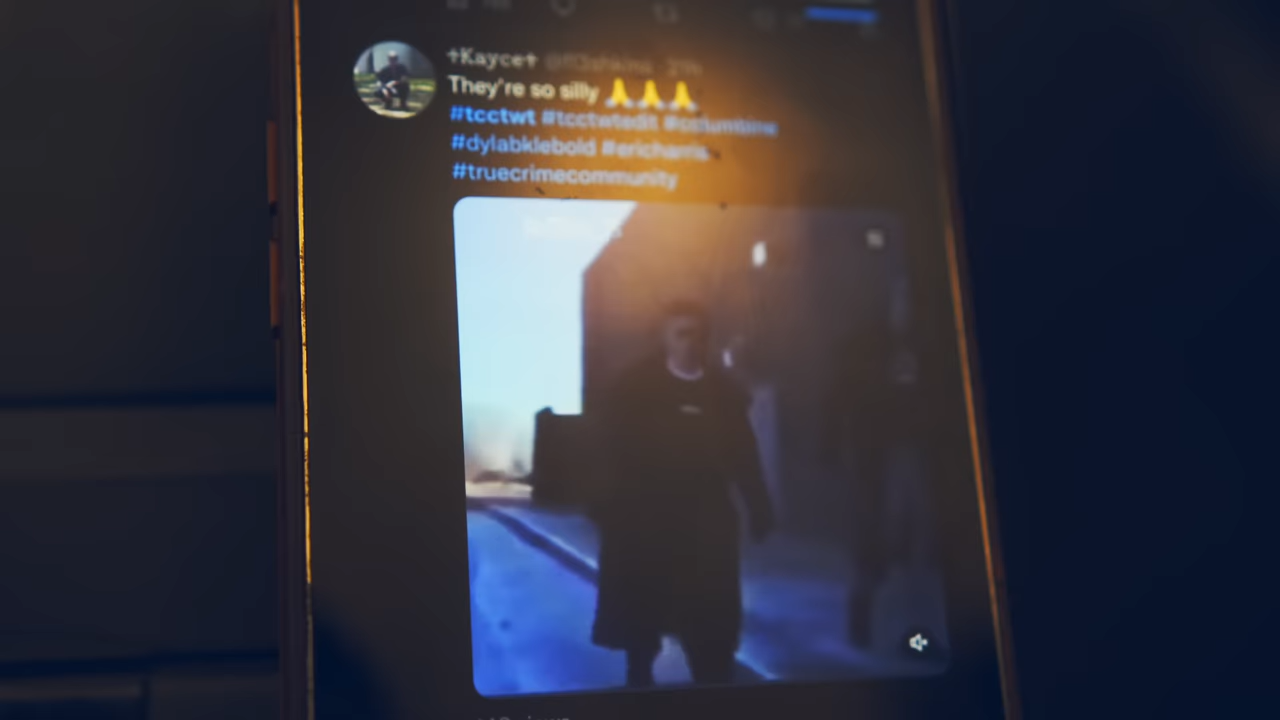 †Kayce†
They're so silly 🙏🙏🙏
#tcctwt #tcctwtedit #columbine
#dylabklebold #ericharris
#truecrimecommunity